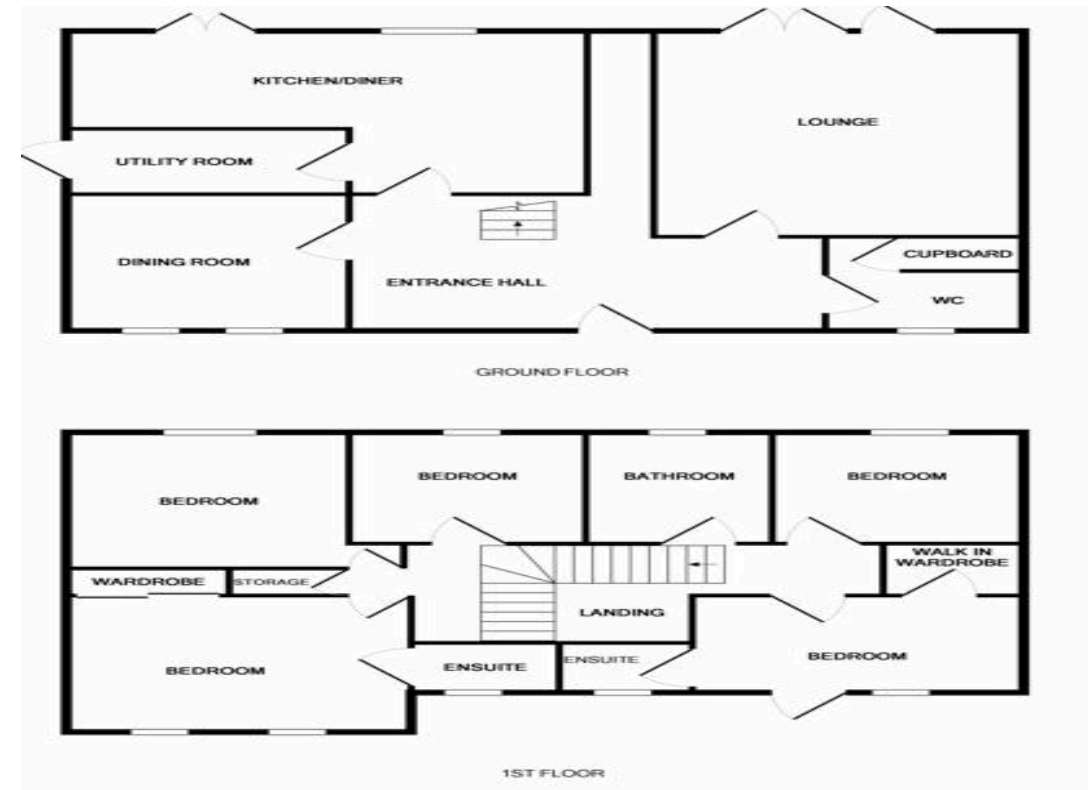 KITCHEN/DINER
LOUNGE
UTILITY ROOM
DINING ROOM
ENTRANCE HALL
CUPBOARD
WC
GROUND FLOOR
BEDROOM
BEDROOM
BATHROOM
BEDROOM
WARDROBE
STORAGE
WALK IN
WARDROBE
LANDING
BEDROOM
ENSUITE
ENSUITE
BEDROOM
1ST FLOOR